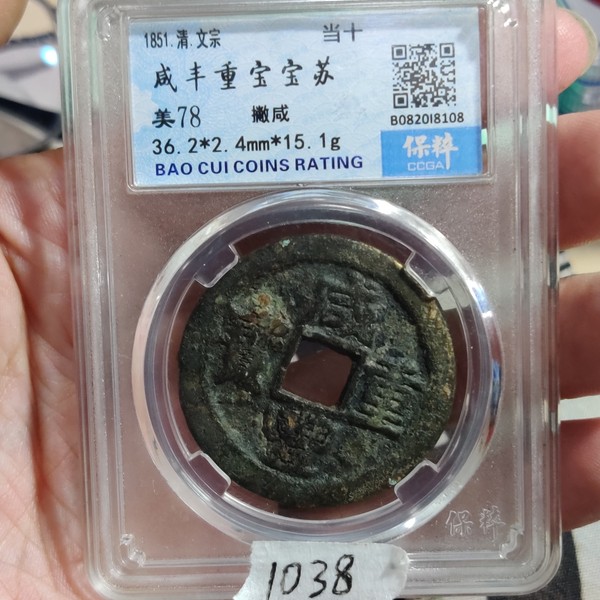 1851.清.文宗
当十
咸丰重宝宝苏
美78
撇咸
B082018108
36.2*2.4mm*15.1g
保粹
CCGA
BAO CUI COINS RATING
咸
重
保粹
1038